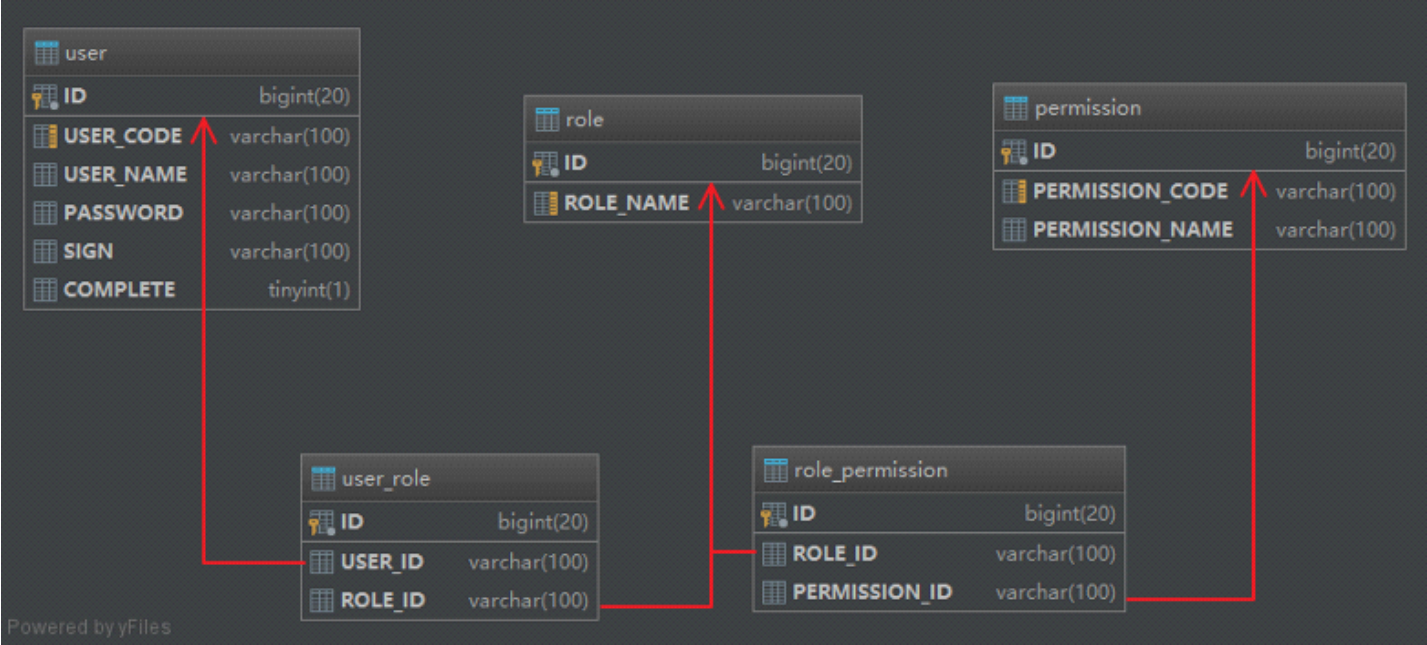 user
ID bigint(20)
USER_CODE varchar(100)
USER_NAME varchar(100)
PASSWORD varchar(100)
SIGN varchar(100)
COMPLETE tinyint(1)
role
ID bigint(20)
ROLE_NAME varchar(100)
permission
ID bigint(20)
PERMISSION_CODE varchar(100)
PERMISSION_NAME varchar(100)
user_role
ID bigint(20)
USER_ID varchar(100)
ROLE_ID varchar(100)
role_permission
ID bigint(20)
ROLE_ID varchar(100)
PERMISSION_ID varchar(100)
Powered by yFiles